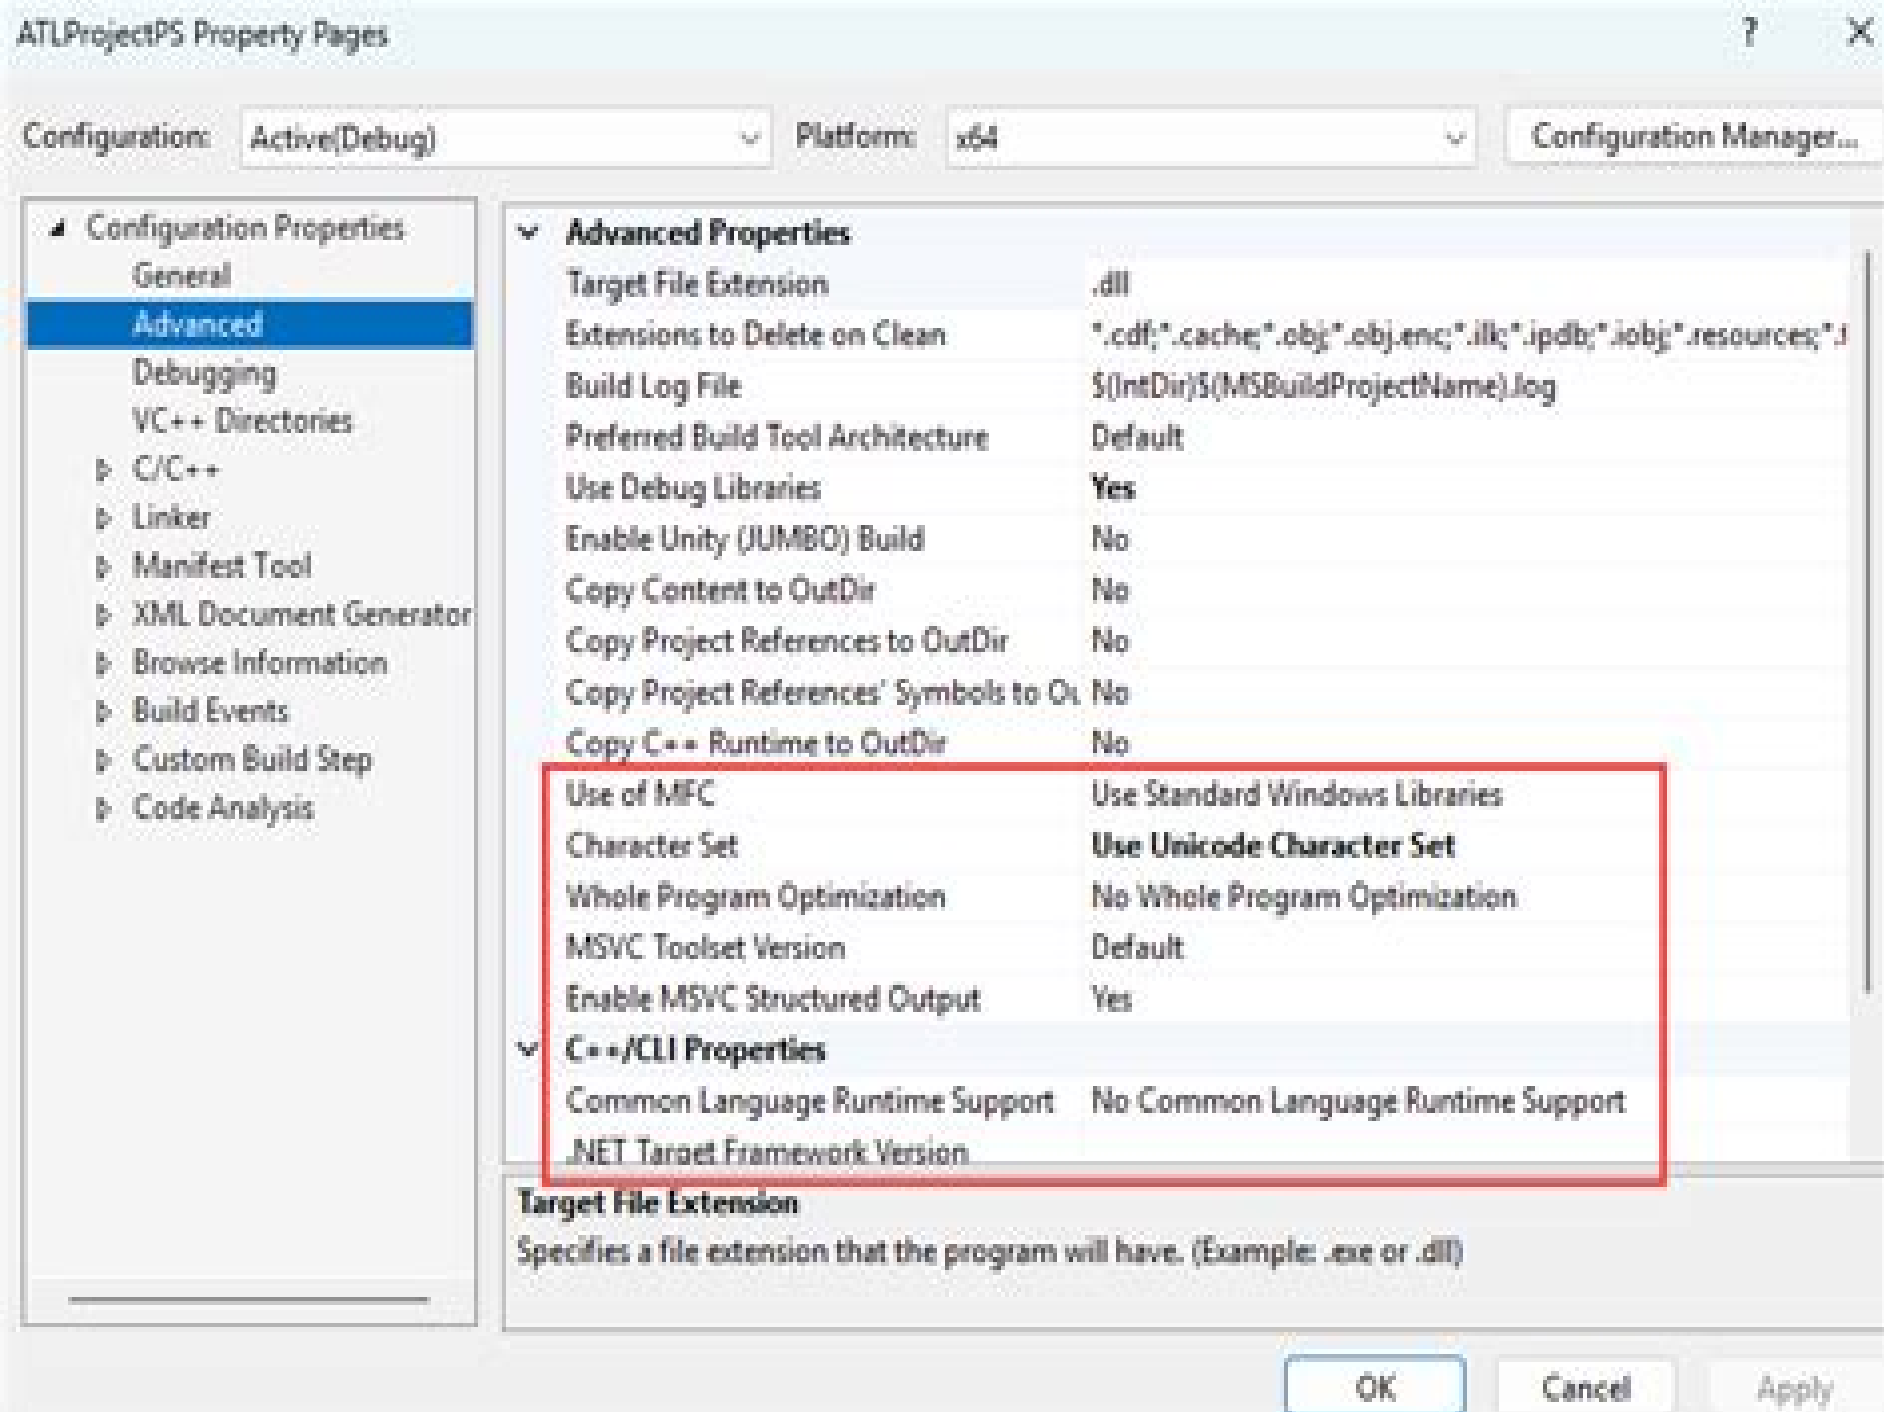 ATLProjectPS Property Pages ? X
Configuration: Active(Debug) Platform: x64 Configuration Manager...
Configuration Properties
General
Advanced
Debugging
VC++ Directories
C/C++
Linker
Manifest Tool
XML Document Generator
Browse Information
Build Events
Custom Build Step
Code Analysis
Advanced Properties
Target File Extension .dll
Extensions to Delete on Clean *.cdf;*.cache;*.obj;*.obj.enc;*.ilk;*.ipdb;*.iobj;*.resources;*.
Build Log File $(IntDir)$(MSBuildProjectName).log
Preferred Build Tool Architecture Default
Use Debug Libraries Yes
Enable Unity (JUMBO) Build No
Copy Content to OutDir No
Copy Project References to OutDir No
Copy Project References' Symbols to Ou No
Copy C++ Runtime to OutDir No
Use of MFC Use Standard Windows Libraries
Character Set Use Unicode Character Set
Whole Program Optimization No Whole Program Optimization
MSVC Toolset Version Default
Enable MSVC Structured Output Yes
C++/CLI Properties
Common Language Runtime Support No Common Language Runtime Support
.NET Target Framework Version
Target File Extension
Specifies a file extension that the program will have. (Example: .exe or .dll)
OK Cancel Apply